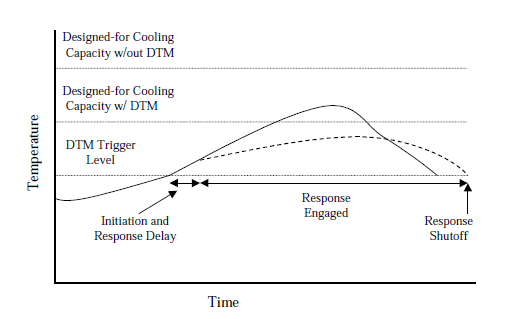 Designed-for Cooling
Capacity w/out DTM
Designed-for Cooling
Capacity w/ DTM
DTM Trigger
Level
Temperature
Response
Engaged
Initiation and
Response Delay
Response
Shutoff
Time